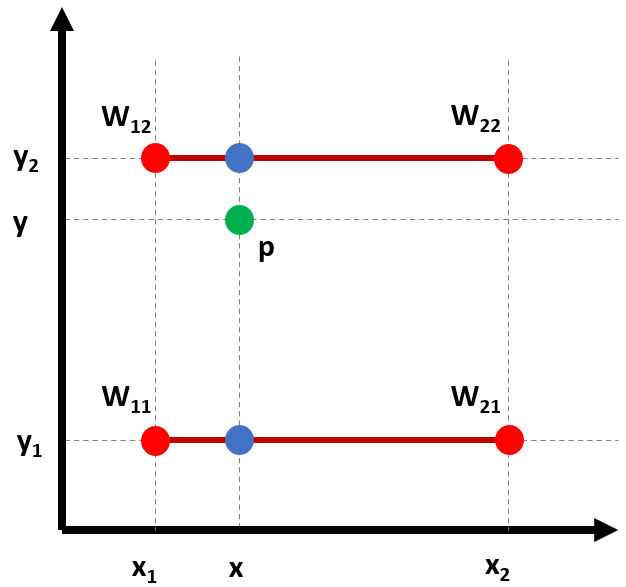 W₁₂ W₂₂
y₂
y
p
W₁₁ W₂₁
y₁
x₁ x x₂